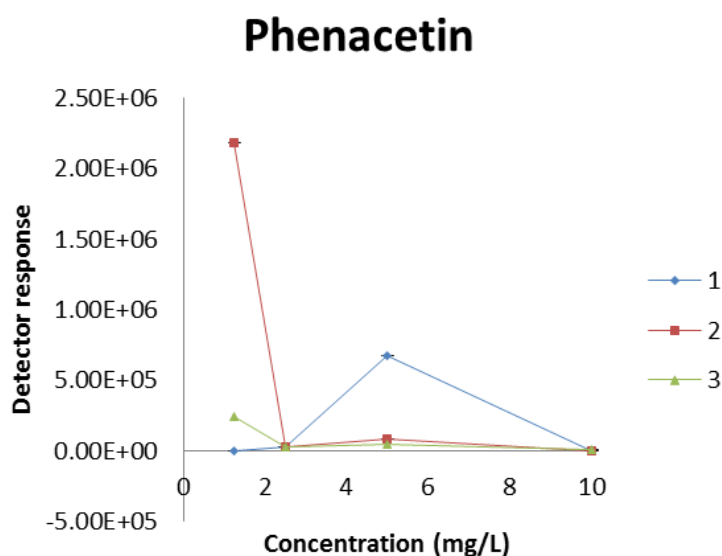 Phenacetin
2.50E+06
2.00E+06
1.50E+06
1.00E+06
5.00E+05
0.00E+00
-5.00E+05
Detector response
0 2 4 6 8 10
Concentration (mg/L)
1
2
3